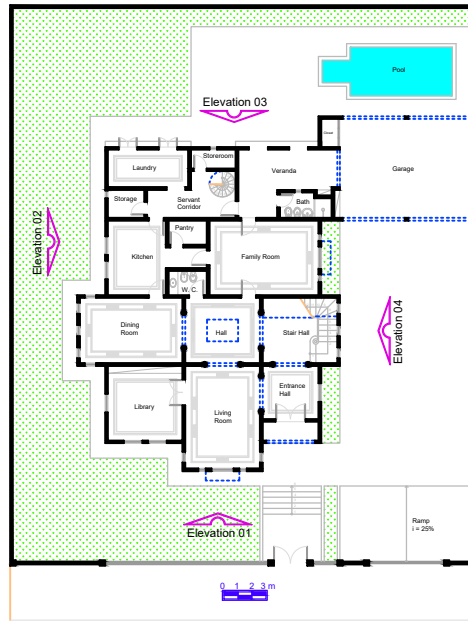 Pool
Elevation 03
Closet
Storeroom
Laundry
Veranda
Garage
Storage
Servant
Corridor
Bath
Elevation 02
Pantry
Kitchen
Family Room
W. C.
Elevation 04
Dining
Room
Hall
Stair Hall
Entrance
Hall
Library
Living
Room
Elevation 01
Ramp
i = 25%
0 1 2 3 m